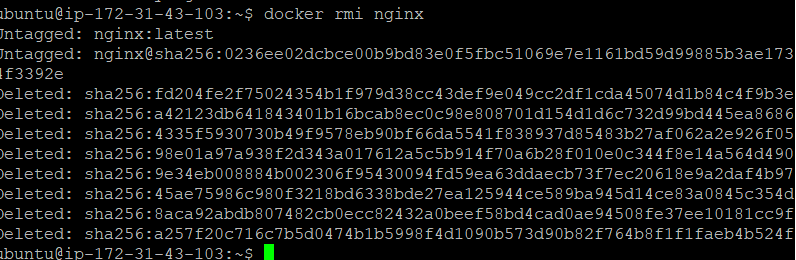 ubuntu@ip-172-31-43-103:~$ docker rmi nginx
Untagged: nginx:latest
Untagged: nginx@sha256:0236ee02dcbce00b9bd83e0f5fbc51069e7e1161bd59d99885b3ae173
4f3392e
Deleted: sha256:fd204fe2f75024354b1f979d38cc43def9e049cc2df1cda45074d1b84c4f9b3e
Deleted: sha256:a42123db641843401b16bcab8ec0c98e808701d154d1d6c732d99bd445ea8686
Deleted: sha256:4335f5930730b49f9578eb90bf66da5541f838937d85483b27af062a2e926f05
Deleted: sha256:98e01a97a938f2d343a017612a5c5b914f70a6b28f010e0c344f8e14a564d490
Deleted: sha256:9e34eb008884b002306f95430094fd59ea63ddaecb73f7ec20618e9a2daf4b97
Deleted: sha256:45ae75986c980f3218bd6338bde27ea125944ce589ba945d14ce83a0845c354d
Deleted: sha256:8aca92abdb807482cb0ecc82432a0beef58bd4cad0ae94508fe37ee10181cc9f
Deleted: sha256:a257f20c716c7b5d0474b1b5998f4d1090b573d90b82f764b8f1f1faeb4b524f
ubuntu@ip-172-31-43-103:~$